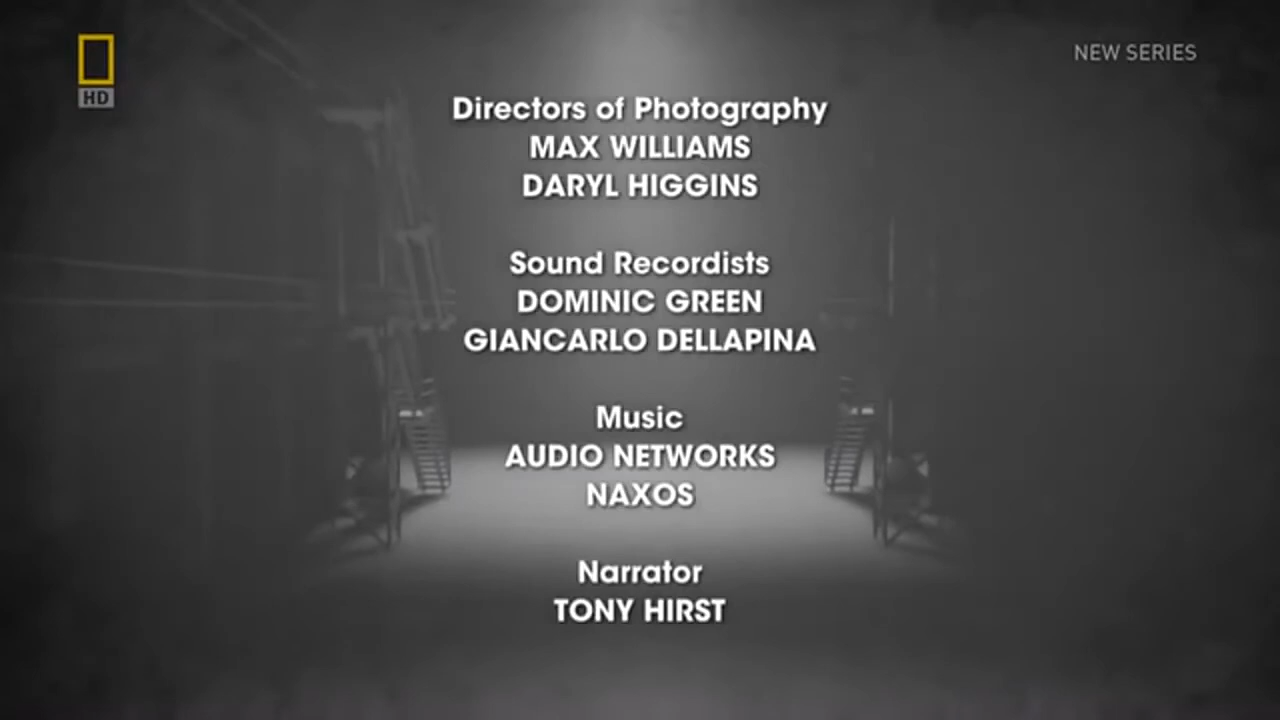 HD
NEW SERIES
Directors of Photography
MAX WILLIAMS
DARYL HIGGINS
Sound Recordists
DOMINIC GREEN
GIANCARLO DELLAPINA
Music
AUDIO NETWORKS
NAXOS
Narrator
TONY HIRST